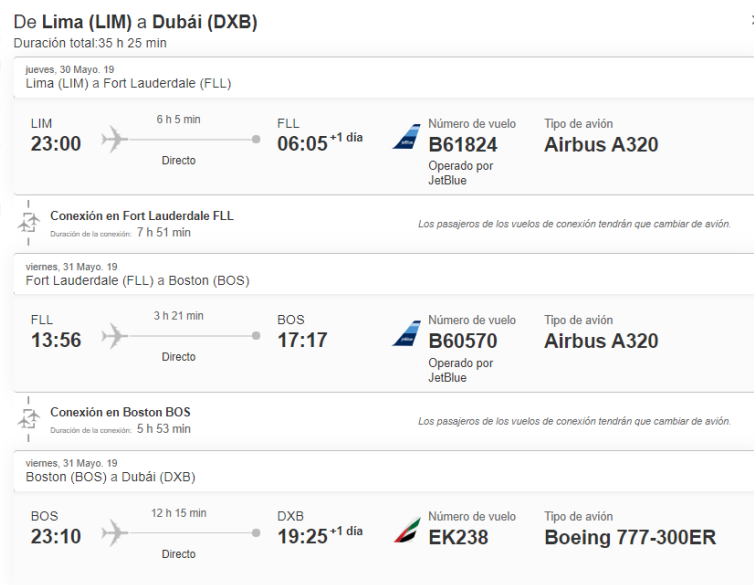 De Lima (LIM) a Dubái (DXB)
Duración total:35 h 25 min
jueves, 30 Mayo. 19
Lima (LIM) a Fort Lauderdale (FLL)
LIM 6 h 5 min FLL Número de vuelo Tipo de avión
23:00 06:05 +1 día B61824 Airbus A320
Directo Operado por
JetBlue
Conexión en Fort Lauderdale FLL
Duración de la conexión: 7 h 51 min Los pasajeros de los vuelos de conexión tendrán que cambiar de avión.
viernes, 31 Mayo. 19
Fort Lauderdale (FLL) a Boston (BOS)
FLL 3 h 21 min BOS Número de vuelo Tipo de avión
13:56 17:17 B60570 Airbus A320
Directo Operado por
JetBlue
Conexión en Boston BOS
Duración de la conexión: 5 h 53 min Los pasajeros de los vuelos de conexión tendrán que cambiar de avión.
viernes, 31 Mayo. 19
Boston (BOS) a Dubái (DXB)
BOS 12 h 15 min DXB Número de vuelo Tipo de avión
23:10 19:25 +1 día EK238 Boeing 777-300ER
Directo